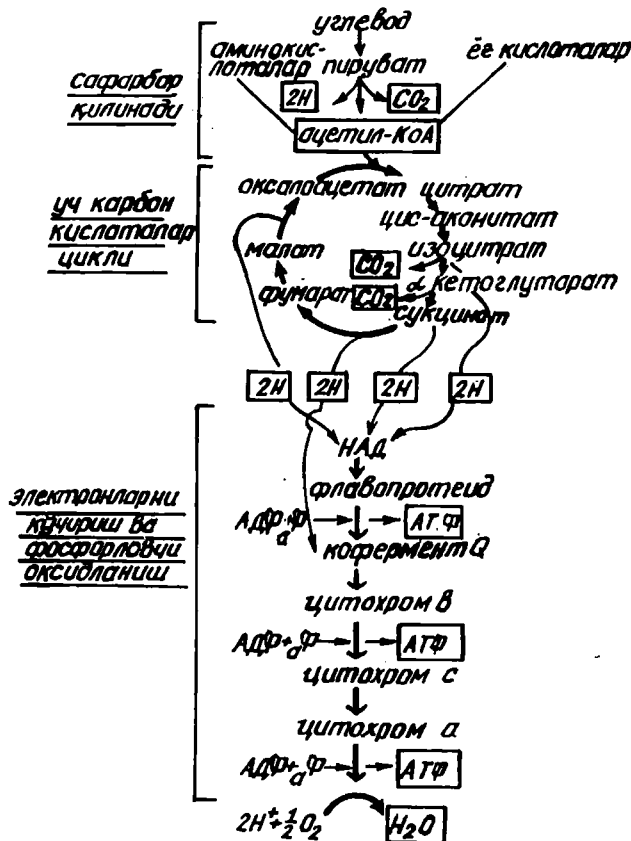 углевод
аминокис-
лоталар
пируват
ёғ кислоталар
2H
CO₂
ацетил-КоА
сафарбар
қилинади
оксалоацетат
цитрат
цис-аконитат
изоцитрат
уч карбон
кислоталар
цикли
малат
CO₂
α кетоглутарат
фумарат
CO₂
сукцинат
2H
2H
2H
2H
НАД
флавопротеид
электронларни
кўчириш ва
фосфорловчи
оксидланиш
АДФ+аФ
АТФ
кофермент Q
цитохром в
АДФ+аФ
АТФ
цитохром с
цитохром а
АДФ+аФ
АТФ
2H⁺+½O₂
H₂O